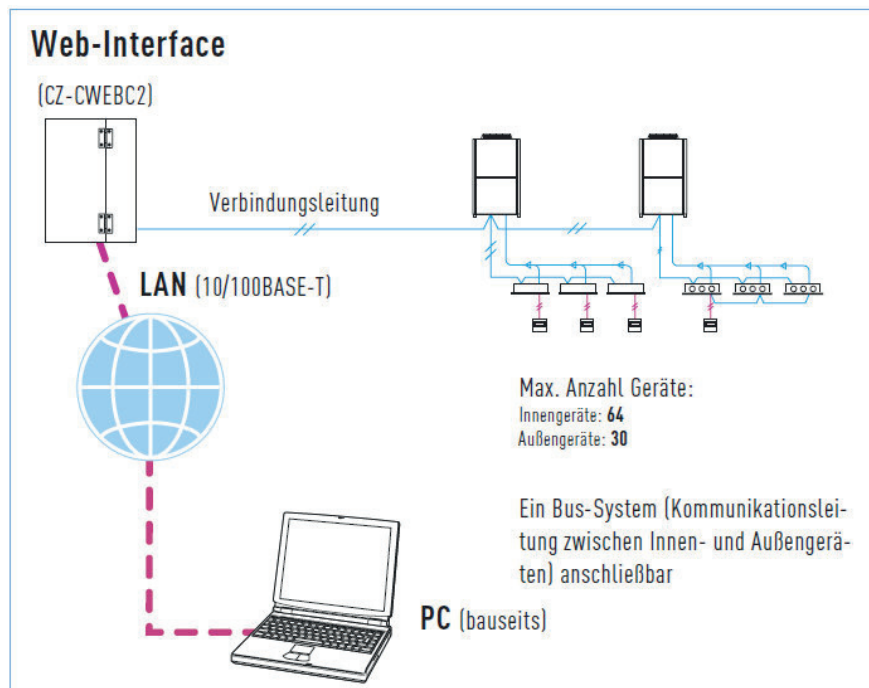 Web-Interface
(CZ-CWEBC2)
Verbindungsleitung
LAN (10/100BASE-T)
Max. Anzahl Geräte:
Innengeräte: 64
Außengeräte: 30
Ein Bus-System (Kommunikationslei-
tung zwischen Innen- und Außengerä-
ten) anschließbar
PC (bauseits)